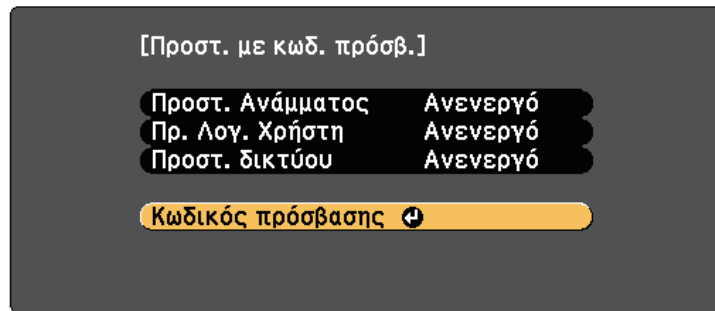 [Προστ. με κωδ. πρόσβ.]
Προστ. Ανάμματος Ανενεργό
Πρ. Λογ. Χρήστη Ανενεργό
Προστ. δικτύου Ανενεργό
Κωδικός πρόσβασης